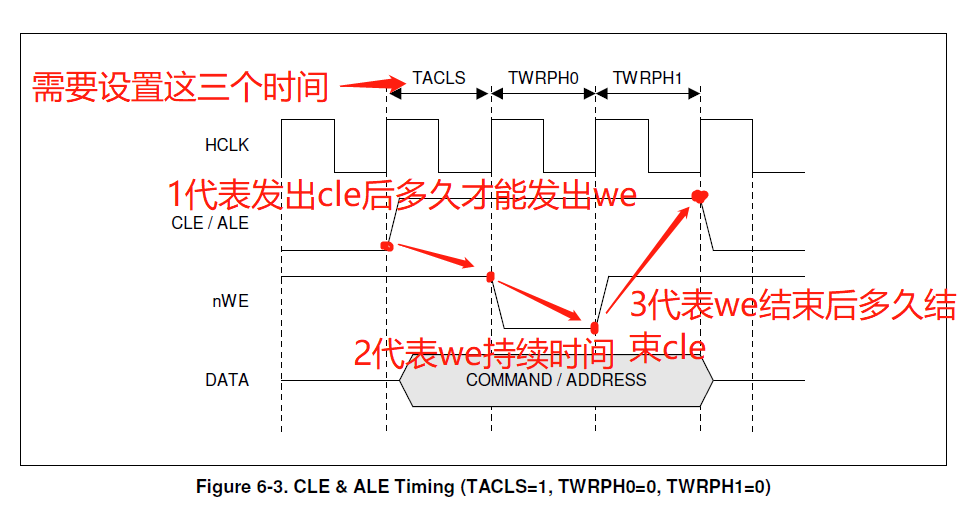 需要设置这三个时间
TACLS TWRPH0 TWRPH1
HCLK
1代表发出cle后多久才能发出we
CLE / ALE
nWE
3代表we结束后多久结
束cle
2代表we持续时间
DATA
COMMAND / ADDRESS
Figure 6-3. CLE & ALE Timing (TACLS=1, TWRPH0=0, TWRPH1=0)